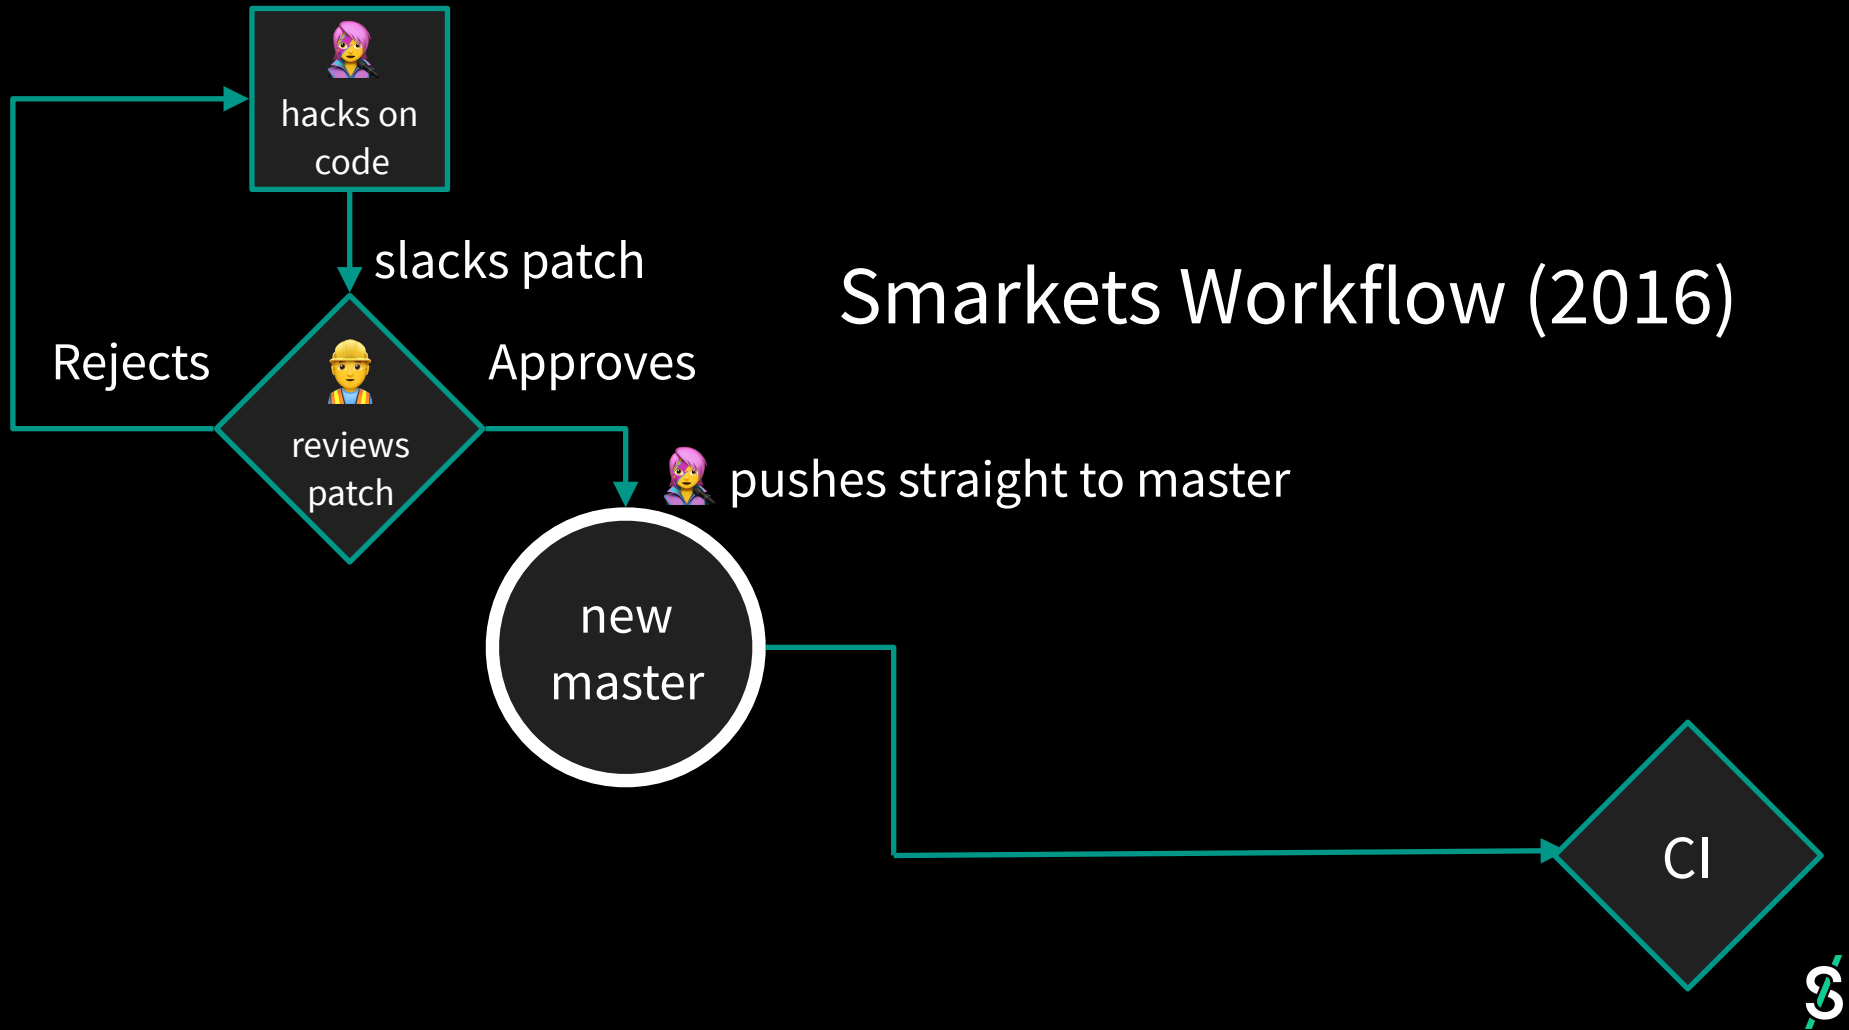 hacks on
code
slacks patch
Smarkets Workflow (2016)
Rejects
Approves
reviews
patch
pushes straight to master
new
master
CI